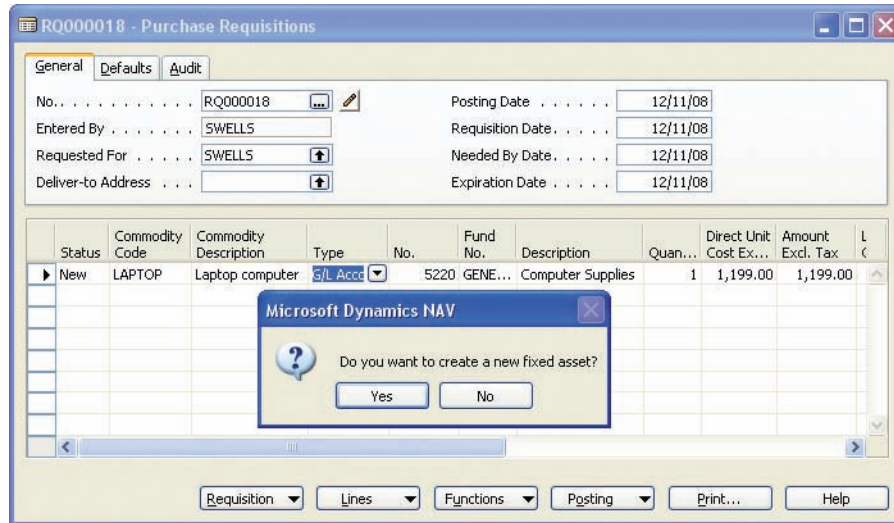 RQ000018 - Purchase Requisitions
General Defaults Audit
No. . . . . . . . . . . . RQ000018 ...
Posting Date . . . . . . 12/11/08
Entered By . . . . . . . SWELLS
Requisition Date. . . . . 12/11/08
Requested For . . . . . SWELLS
Needed By Date. . . . . 12/11/08
Deliver-to Address . . .
Expiration Date . . . . . 12/11/08
Status Commodity Code Commodity Description Type No. Fund No. Description Quan... Direct Unit Cost Ex... Amount Excl. Tax L
New LAPTOP Laptop computer G/L Acco 5220 GENE... Computer Supplies 1 1,199.00 1,199.00
Microsoft Dynamics NAV
Do you want to create a new fixed asset?
Yes No
Requisition Lines Functions Posting Print... Help